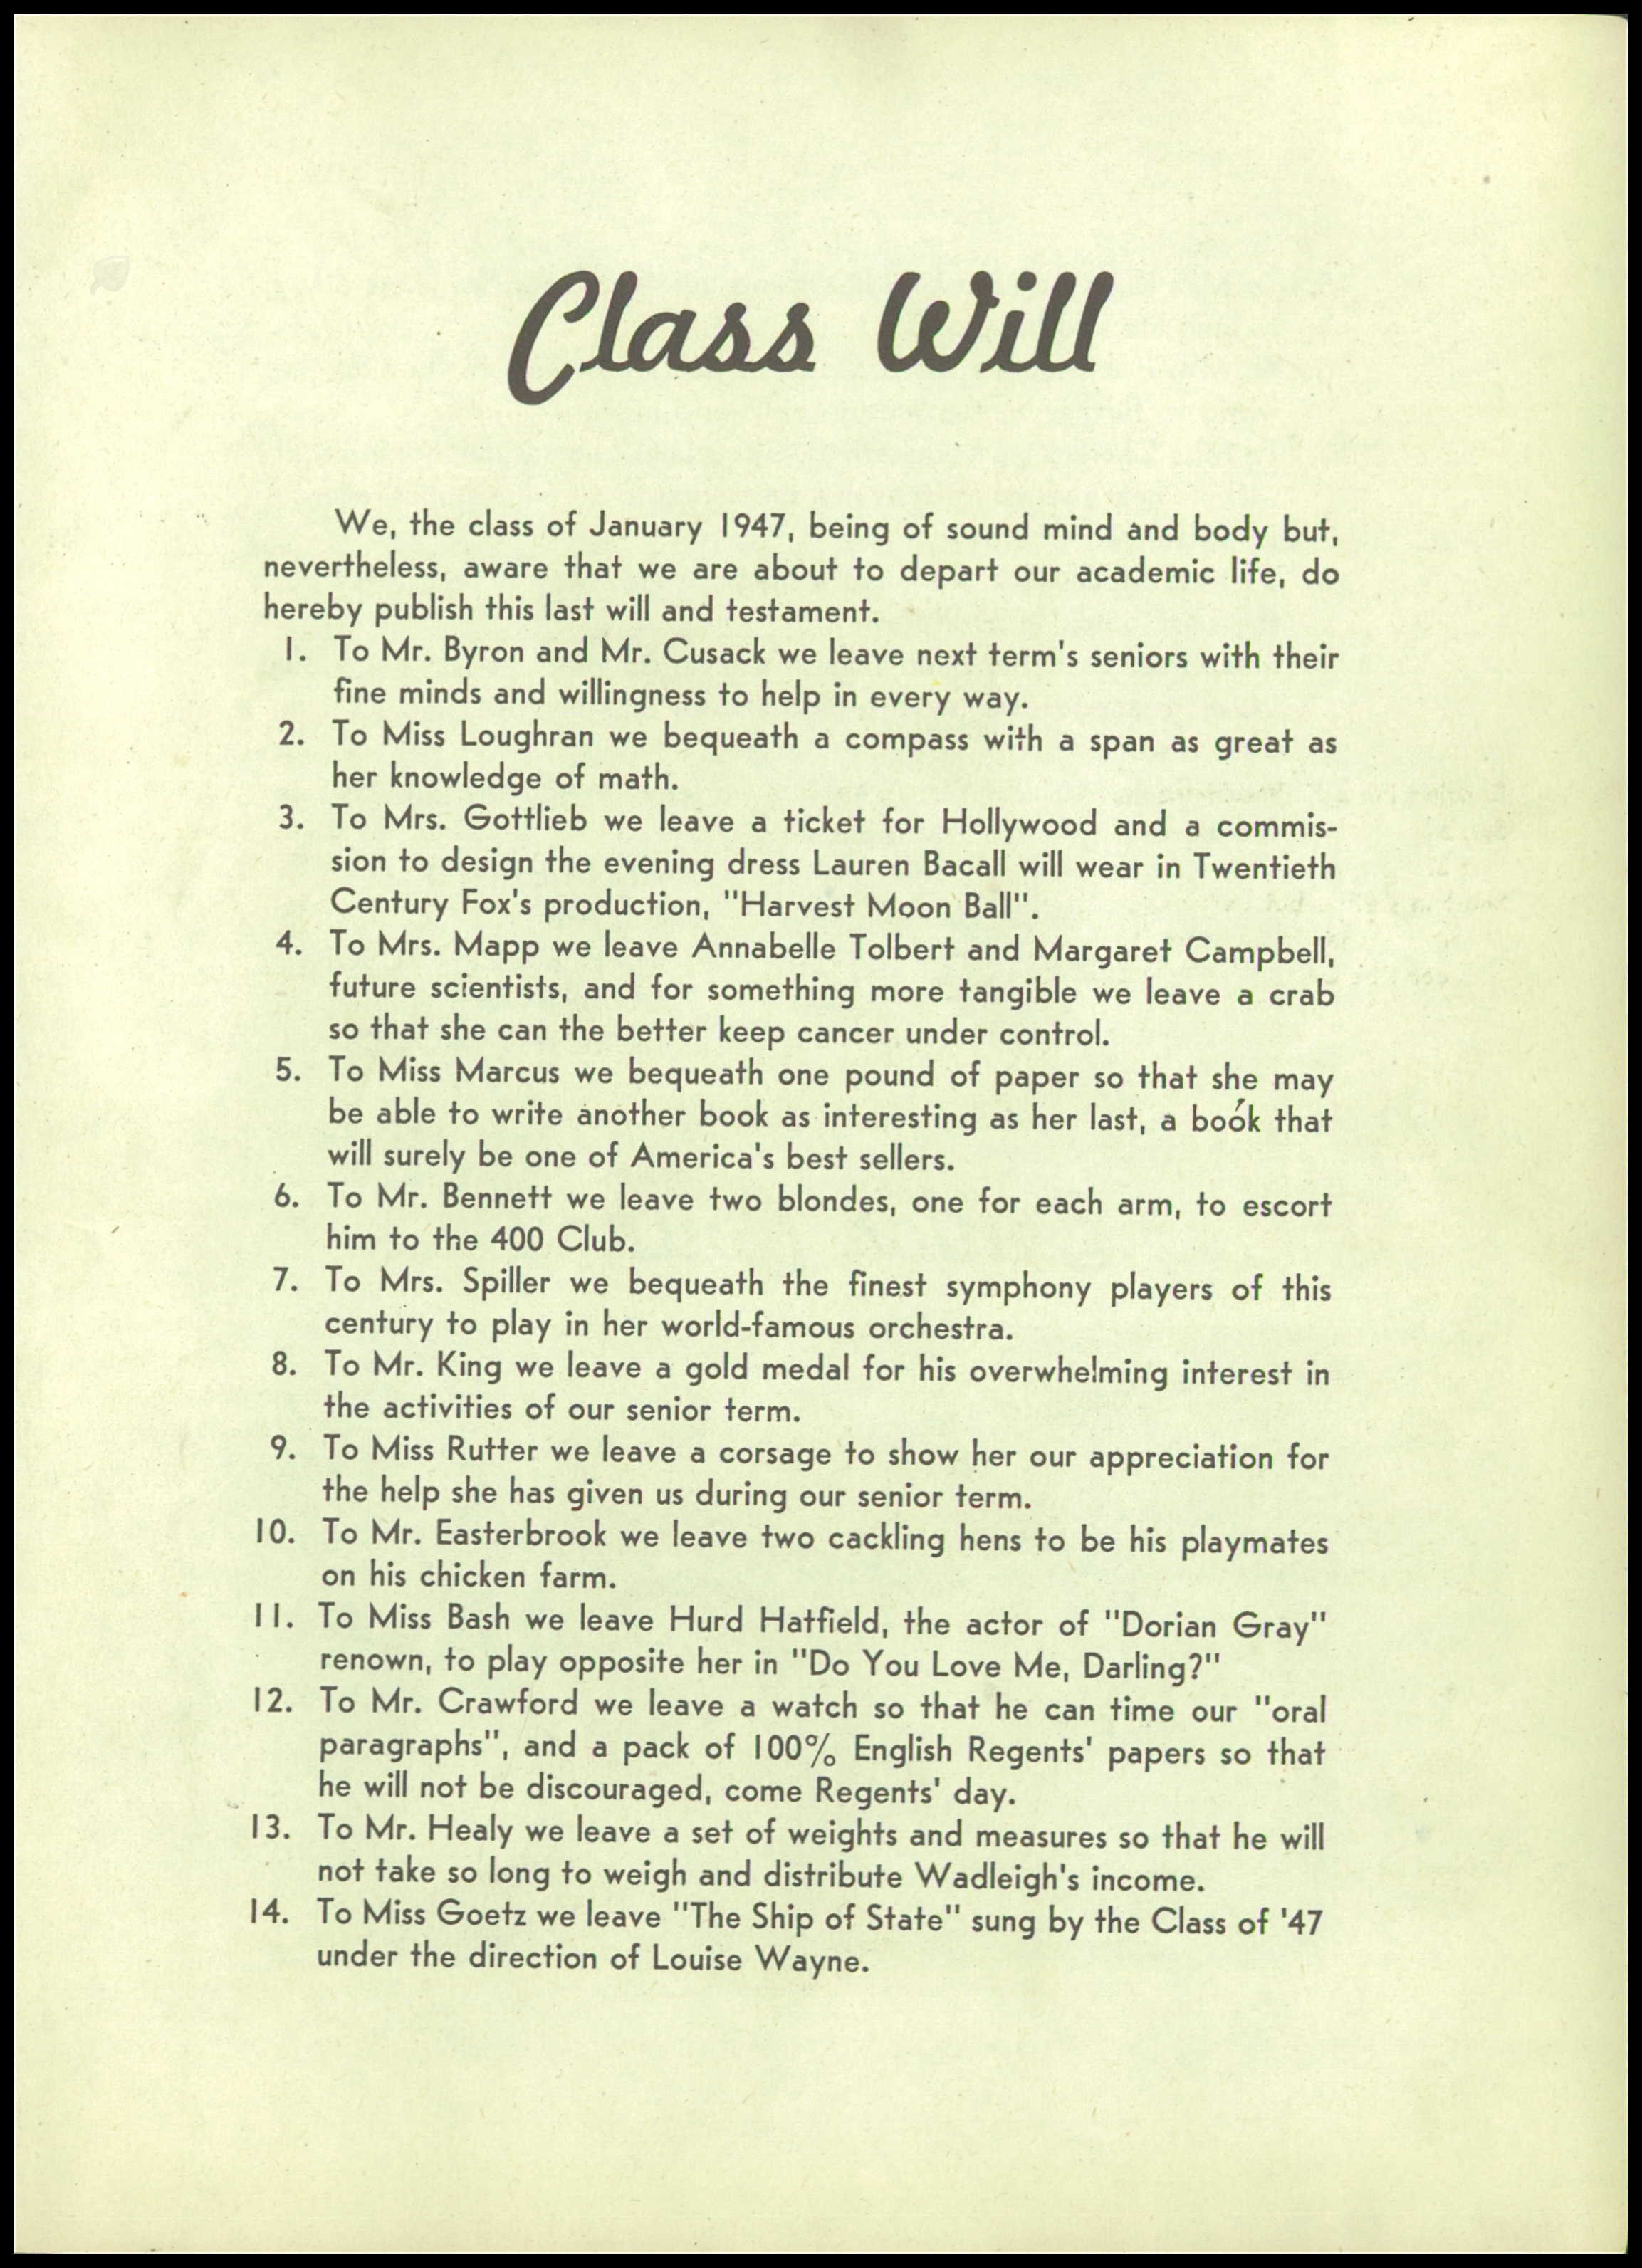 Class Will
We, the class of January 1947, being of sound mind and body but,
nevertheless, aware that we are about to depart our academic life, do
hereby publish this last will and testament.
1. To Mr. Byron and Mr. Cusack we leave next term's seniors with their
fine minds and willingness to help in every way.
2. To Miss Loughran we bequeath a compass with a span as great as
her knowledge of math.
3. To Mrs. Gottlieb we leave a ticket for Hollywood and a commis-
sion to design the evening dress Lauren Bacall will wear in Twentieth
Century Fox's production, "Harvest Moon Ball".
4. To Mrs. Mapp we leave Annabelle Tolbert and Margaret Campbell,
future scientists, and for something more tangible we leave a crab
so that she can the better keep cancer under control.
5. To Miss Marcus we bequeath one pound of paper so that she may
be able to write another book as interesting as her last, a book that
will surely be one of America's best sellers.
6. To Mr. Bennett we leave two blondes, one for each arm, to escort
him to the 400 Club.
7. To Mrs. Spiller we bequeath the finest symphony players of this
century to play in her world-famous orchestra.
8. To Mr. King we leave a gold medal for his overwhelming interest in
the activities of our senior term.
9. To Miss Rutter we leave a corsage to show her our appreciation for
the help she has given us during our senior term.
10. To Mr. Easterbrook we leave two cackling hens to be his playmates
on his chicken farm.
11. To Miss Bash we leave Hurd Hatfield, the actor of "Dorian Gray"
renown, to play opposite her in "Do You Love Me, Darling?"
12. To Mr. Crawford we leave a watch so that he can time our "oral
paragraphs", and a pack of 100% English Regents' papers so that
he will not be discouraged, come Regents' day.
13. To Mr. Healy we leave a set of weights and measures so that he will
not take so long to weigh and distribute Wadleigh's income.
14. To Miss Goetz we leave "The Ship of State" sung by the Class of '47
under the direction of Louise Wayne.